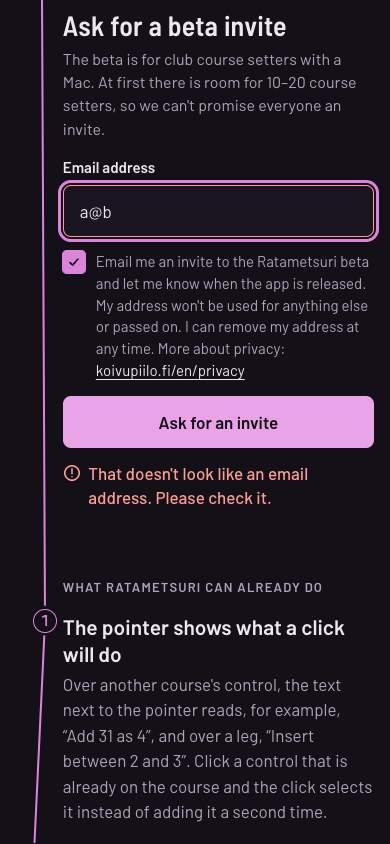 Ask for a beta invite
The beta is for club course setters with a
Mac. At first there is room for 10–20 course
setters, so we can't promise everyone an
invite.
Email address
a@b
Email me an invite to the Ratametsuri beta
and let me know when the app is released.
My address won't be used for anything else
or passed on. I can remove my address at
any time. More about privacy:
koivupiilo.fi/en/privacy
Ask for an invite
That doesn't look like an email
address. Please check it.
WHAT RATAMETSURI CAN ALREADY DO
1
The pointer shows what a click
will do
Over another course's control, the text
next to the pointer reads, for example,
“Add 31 as 4”, and over a leg, “Insert
between 2 and 3”. Click a control that is
already on the course and the click selects
it instead of adding it a second time.